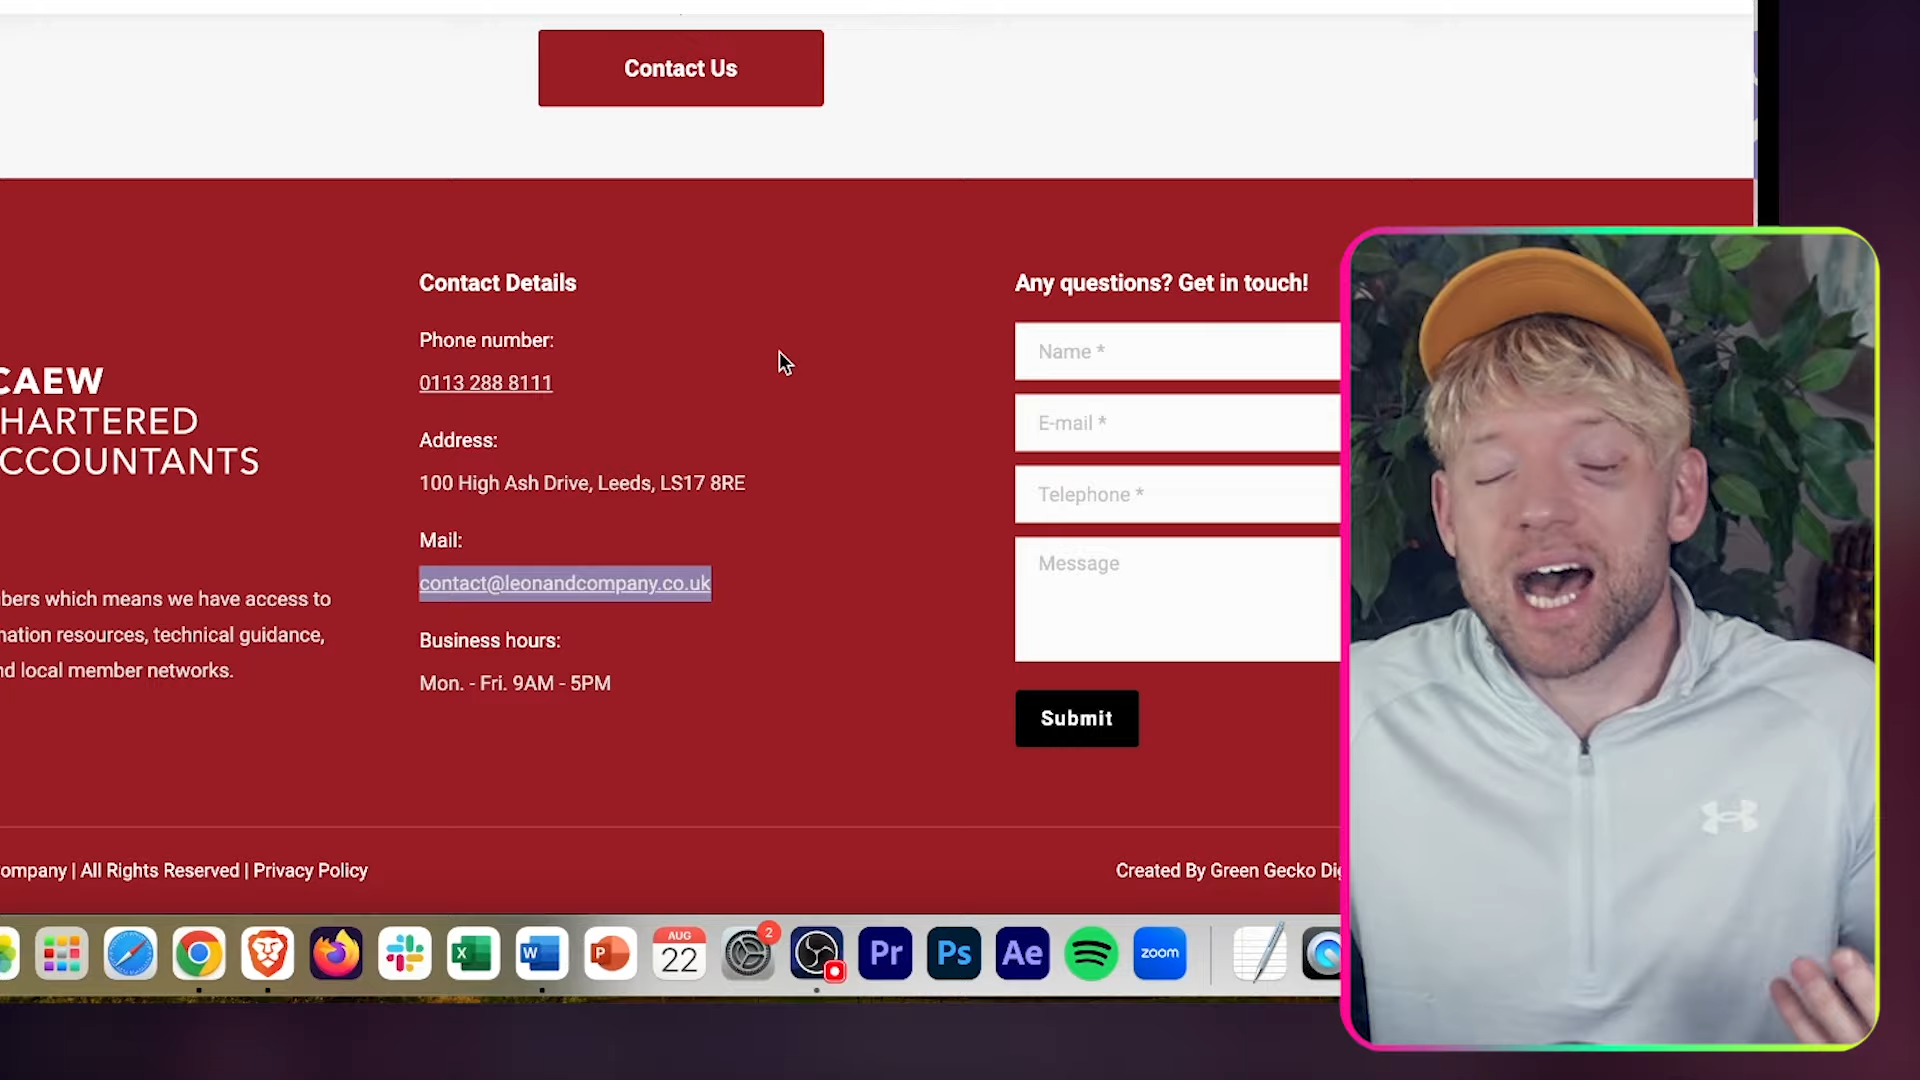 Contact Us
CAEW
HARTERED
CCOUNTANTS
bers which means we have access to
mation resources, technical guidance,
nd local member networks.
Contact Details
Phone number:
0113 288 8111
Address:
100 High Ash Drive, Leeds, LS17 8RE
Mail:
contact@leonandcompany.co.uk
Business hours:
Mon. - Fri. 9AM - 5PM
Any questions? Get in touch!
Name *
E-mail *
Telephone *
Message
Submit
ompany | All Rights Reserved | Privacy Policy
Created By Green Gecko Dig
X
W
P
AUG
22
2
Pr
Ps
Ae
zoom